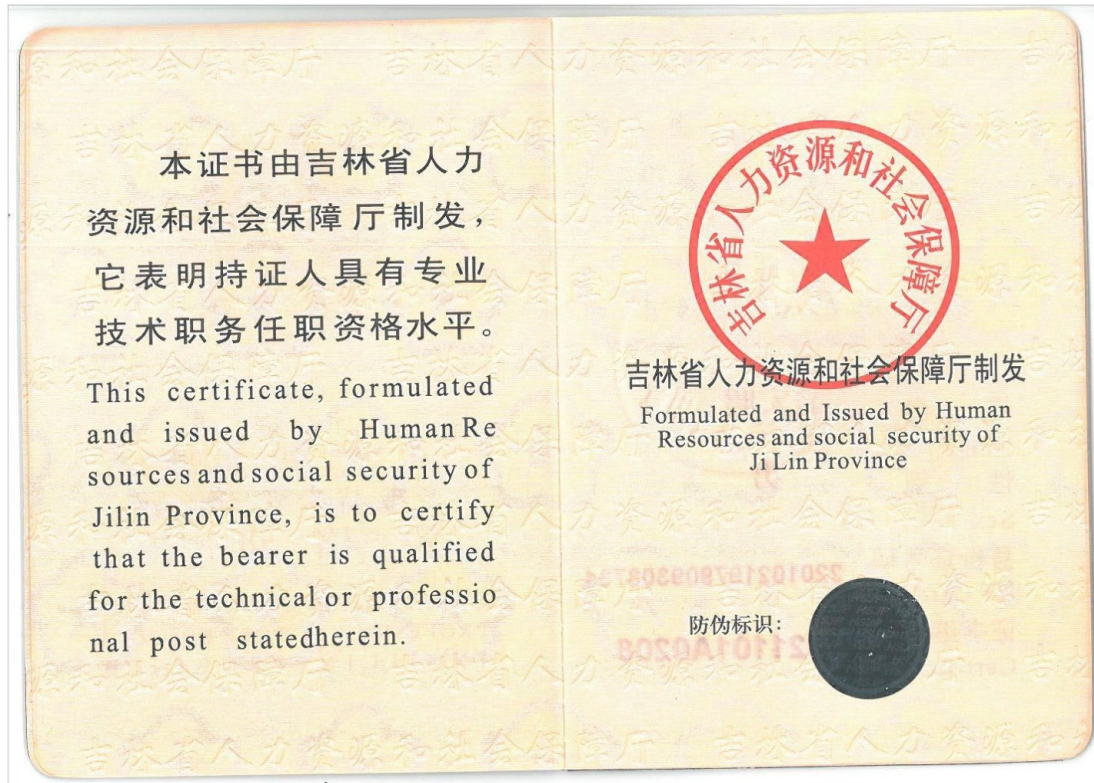 本证书由吉林省人力
资源和社会保障厅制发，
它表明持证人具有专业
技术职务任职资格水平。
This certificate, formulated
and issued by Human Re
sources and social security of
Jilin Province, is to certify
that the bearer is qualified
for the technical or professio
nal post statedherein.
吉林省人力资源和社会保障厅
吉林省人力资源和社会保障厅制发
Formulated and Issued by Human
Resources and social security of
Ji Lin Province
防伪标识：